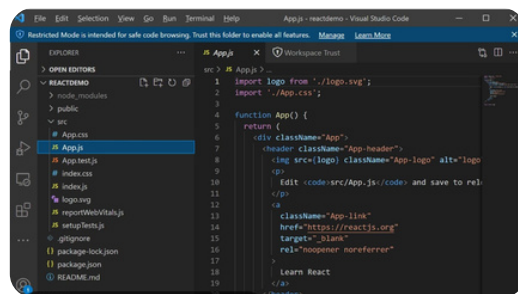 File Edit Selection View Go Run Terminal Help App.js - reactdemo - Visual Studio Code
Restricted Mode is intended for safe code browsing. Trust this folder to enable all features. Manage Learn More
EXPLORER
OPEN EDITORS
REACTDEMO
node_modules
public
src
# App.css
JS App.js
JS App.test.js
# index.css
JS index.js
logo.svg
JS reportWebVitals.js
JS setupTests.js
.gitignore
{} package-lock.json
{} package.json
README.md
JS App.js Workspace Trust
src > JS App.js > ...
1 import logo from './logo.svg';
2 import './App.css';
3
4 function App() {
5 return (
6 <div className="App">
7 <header className="App-header">
8 <img src={logo} className="App-logo" alt="logo
9 <p>
10 Edit <code>src/App.js</code> and save to rel
11 </p>
12 <a
13 className="App-link"
14 href="https://reactjs.org"
15 target="_blank"
16 rel="noopener noreferrer"
17 >
18 Learn React
19 </a>